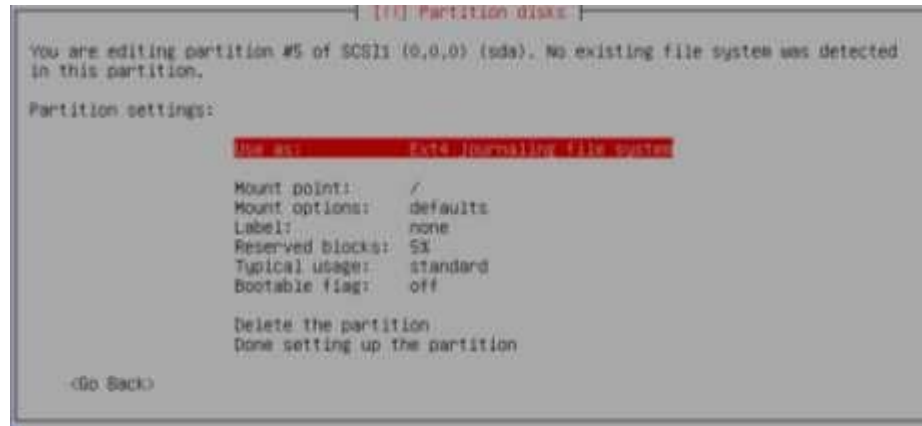 [!!] Partition disks
You are editing partition #5 of SCSI1 (0,0,0) (sda). No existing file system was detected
in this partition.
Partition settings:
Use as: Ext4 journaling file system
Mount point: /
Mount options: defaults
Label: none
Reserved blocks: 5%
Typical usage: standard
Bootable flag: off
Delete the partition
Done setting up the partition
<Go Back>